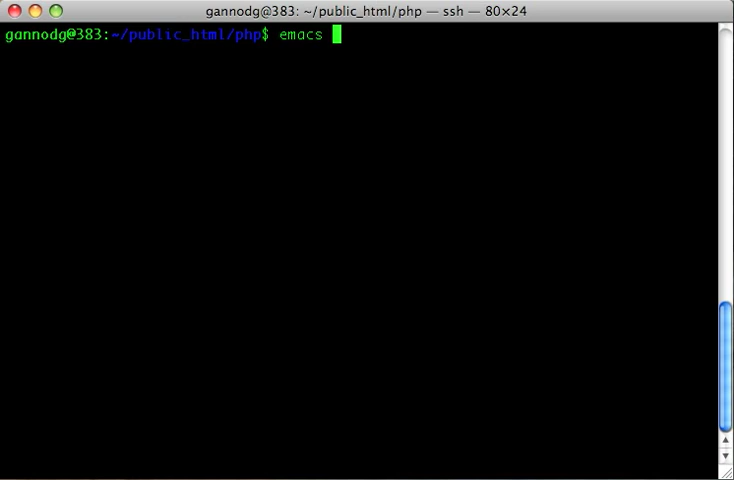 gannodg@383: ~/public_html/php — ssh — 80×24
gannodg@383:~/public_html/php$ emacs